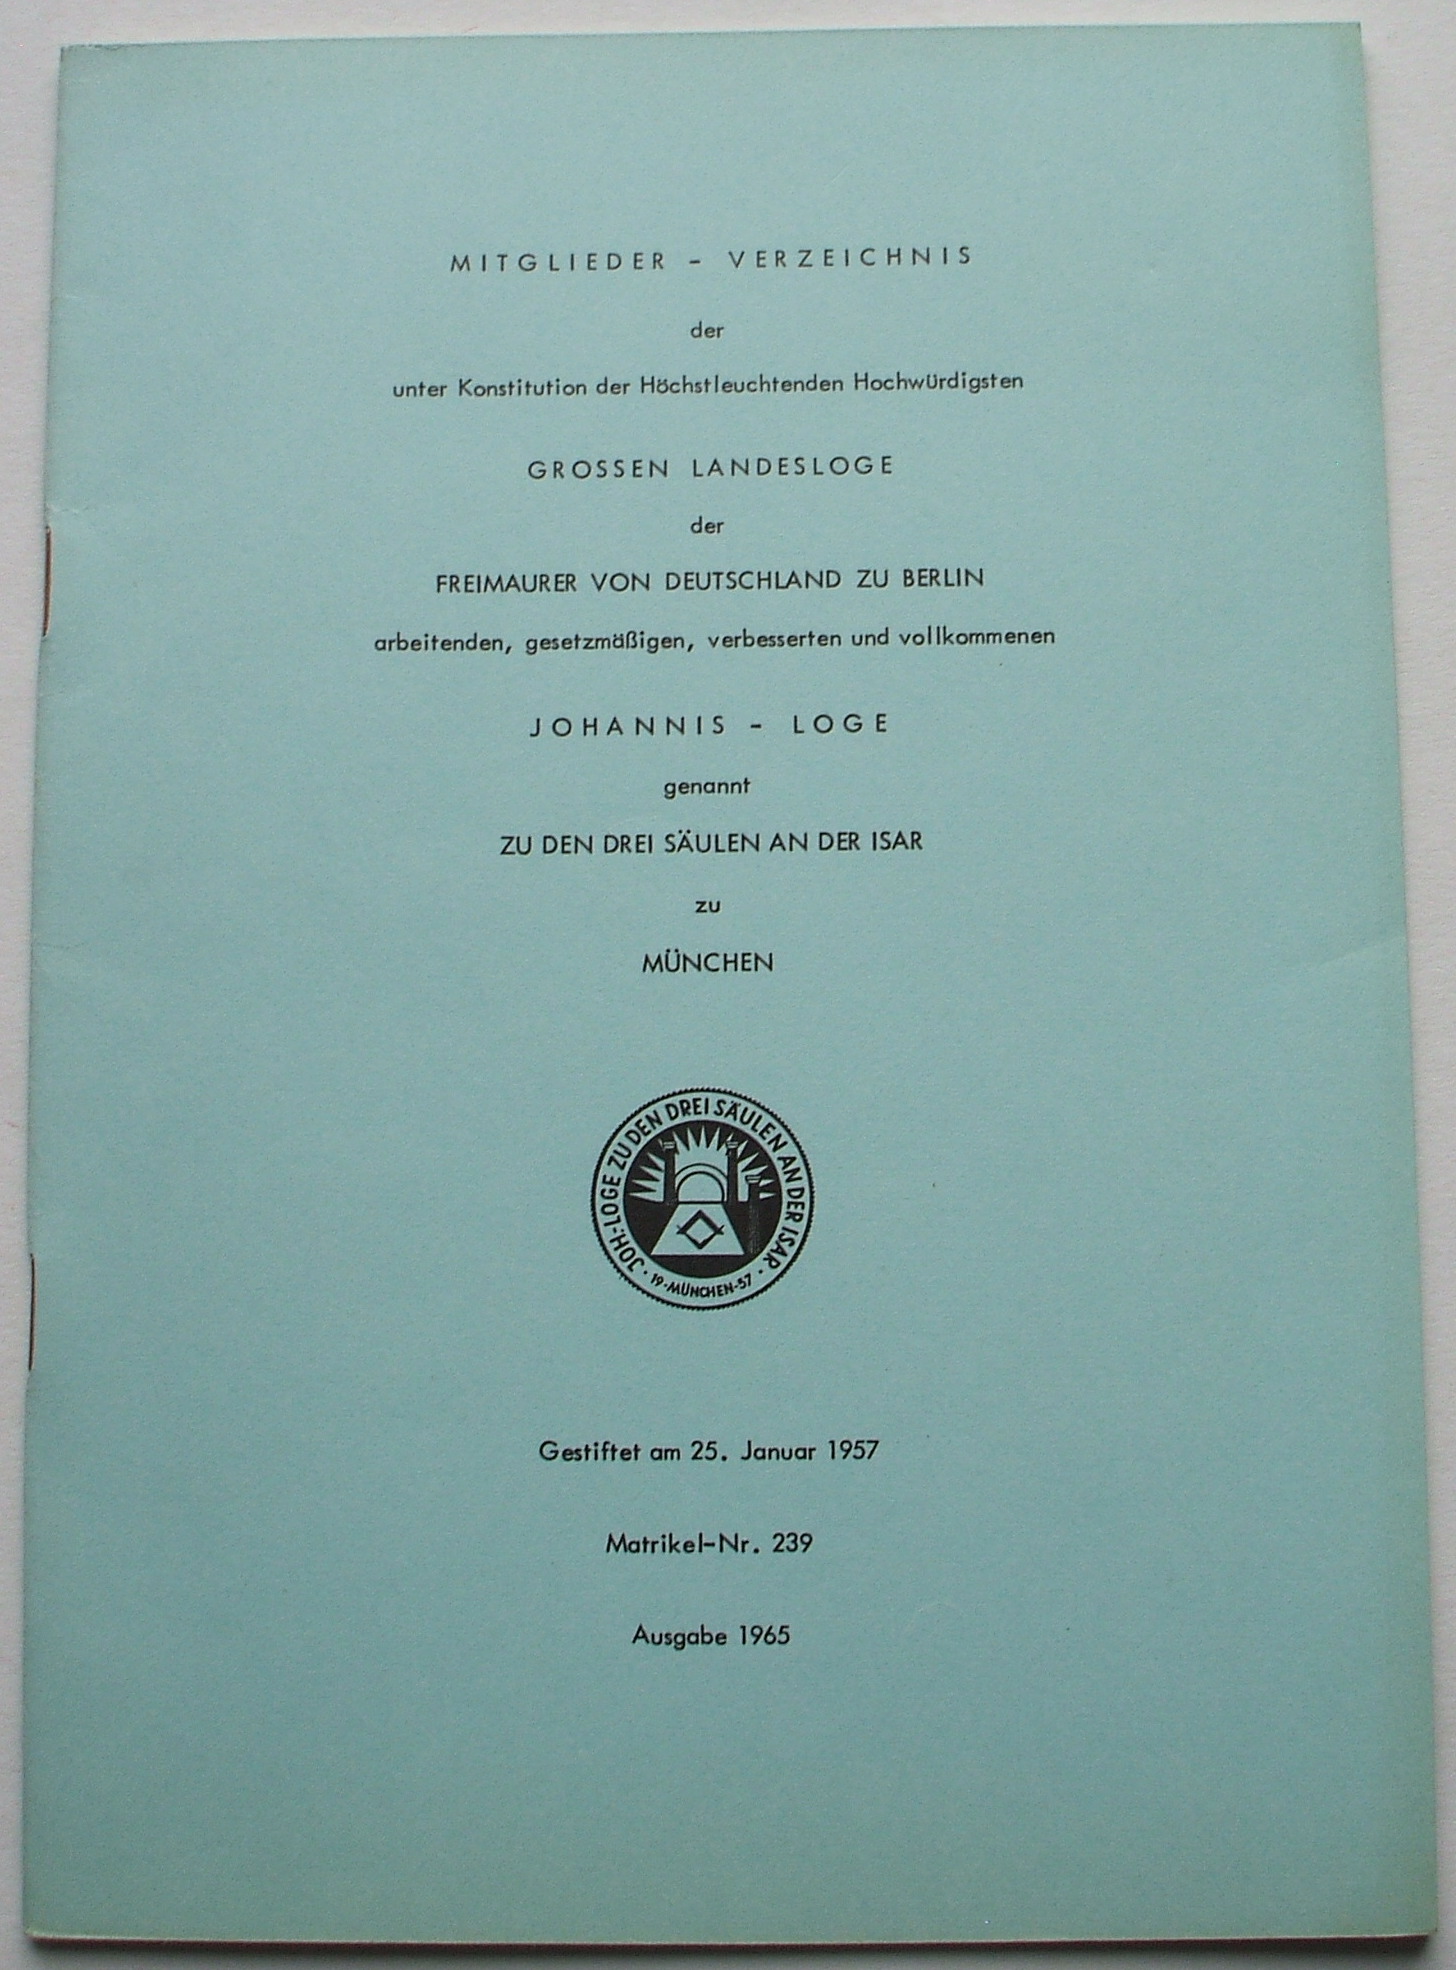 MITGLIEDER - VERZEICHNIS
der
unter Konstitution der Höchstleuchtenden Hochwürdigsten
GROSSEN LANDESLOGE
der
FREIMAURER VON DEUTSCHLAND ZU BERLIN
arbeitenden, gesetzmäßigen, verbesserten und vollkommenen
JOHANNIS - LOGE
genannt
ZU DEN DREI SÄULEN AN DER ISAR
zu
MÜNCHEN
JOH.-LOGE ZU DEN DREI SÄULEN AN DER ISAR
· 19-MÜNCHEN-57 ·
Gestiftet am 25. Januar 1957
Matrikel-Nr. 239
Ausgabe 1965